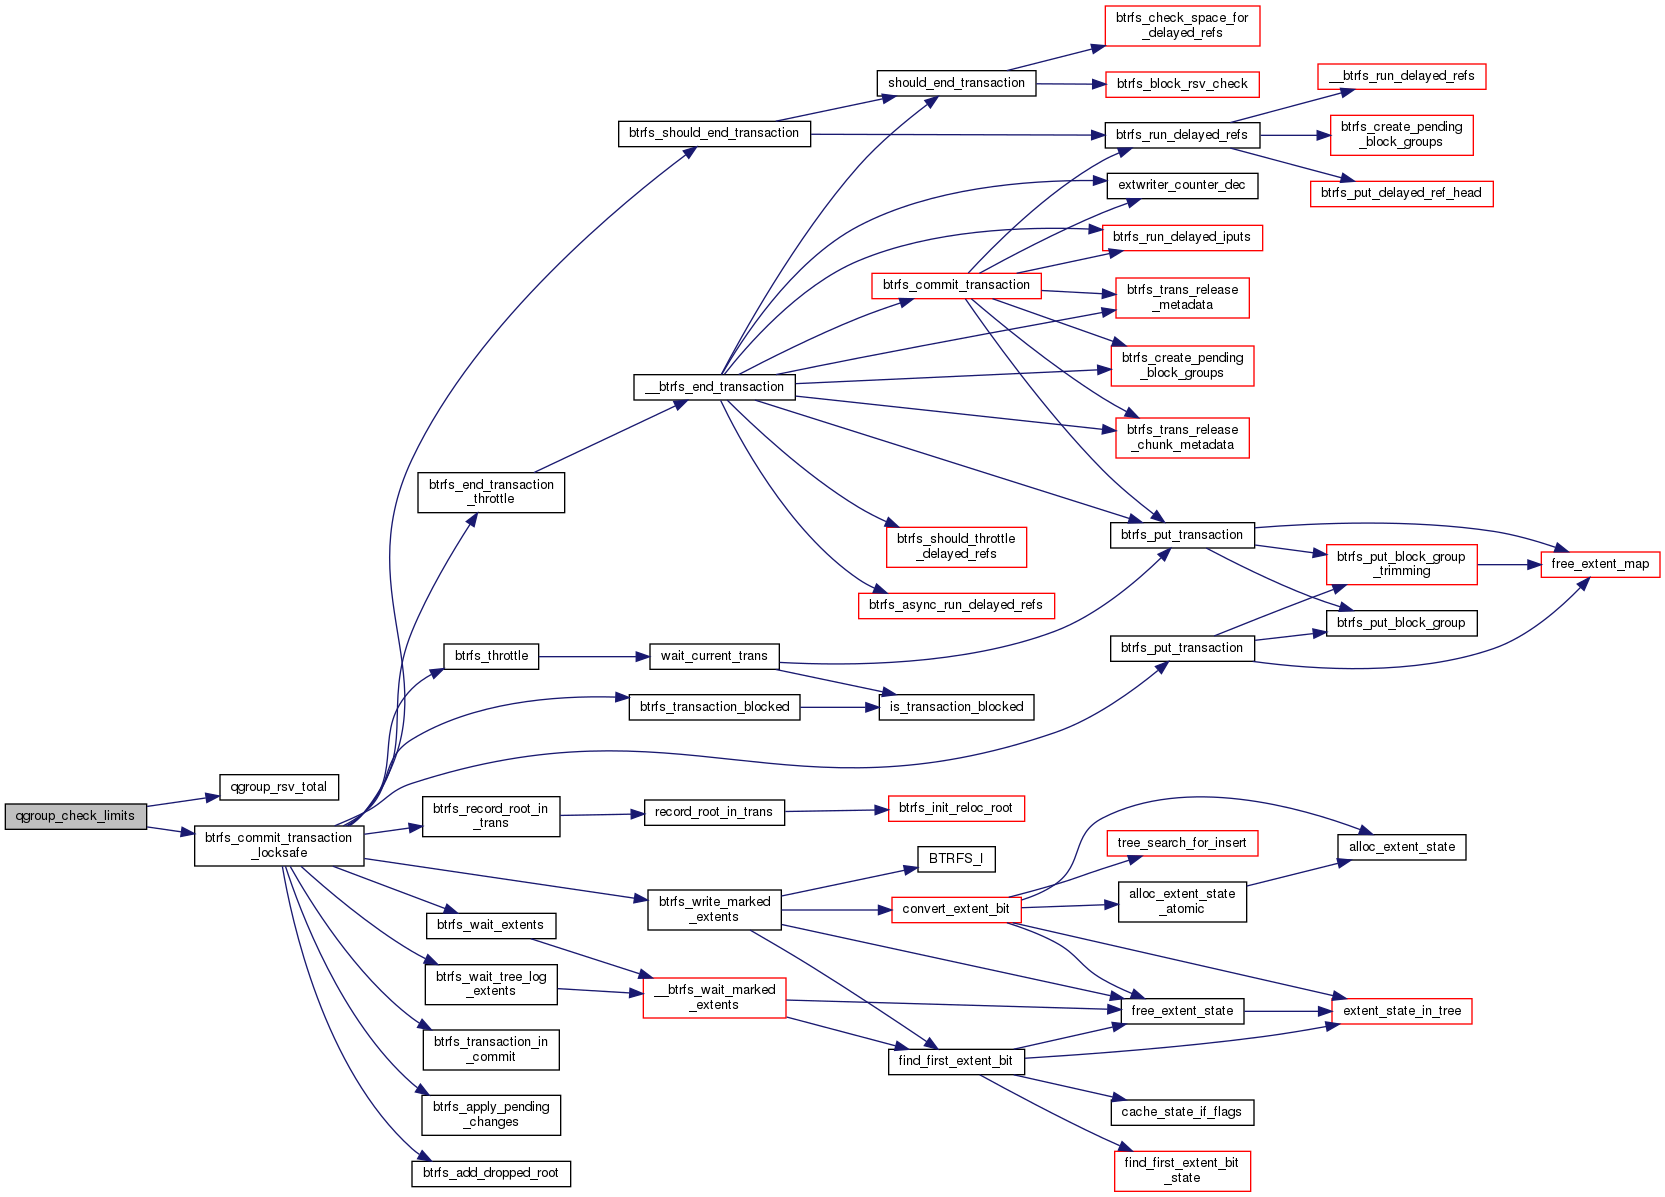 btrfs_check_space_for
_delayed_refs
should_end_transaction
btrfs_block_rsv_check
__btrfs_run_delayed_refs
btrfs_should_end_transaction
btrfs_run_delayed_refs
btrfs_create_pending
_block_groups
extwriter_counter_dec
btrfs_put_delayed_ref_head
btrfs_run_delayed_iputs
btrfs_commit_transaction
btrfs_trans_release
_metadata
btrfs_create_pending
_block_groups
__btrfs_end_transaction
btrfs_trans_release
_chunk_metadata
btrfs_end_transaction
_throttle
btrfs_put_transaction
btrfs_should_throttle
_delayed_refs
btrfs_put_block_group
_trimming
free_extent_map
btrfs_async_run_delayed_refs
btrfs_put_block_group
btrfs_throttle
wait_current_trans
btrfs_put_transaction
btrfs_transaction_blocked
is_transaction_blocked
qgroup_rsv_total
qgroup_check_limits
btrfs_commit_transaction
_locksafe
btrfs_record_root_in
_trans
record_root_in_trans
btrfs_init_reloc_root
BTRFS_I
tree_search_for_insert
alloc_extent_state
btrfs_write_marked
_extents
convert_extent_bit
alloc_extent_state
_atomic
btrfs_wait_extents
btrfs_wait_tree_log
_extents
__btrfs_wait_marked
_extents
free_extent_state
extent_state_in_tree
btrfs_transaction_in
_commit
find_first_extent_bit
btrfs_apply_pending
_changes
cache_state_if_flags
btrfs_add_dropped_root
find_first_extent_bit
_state